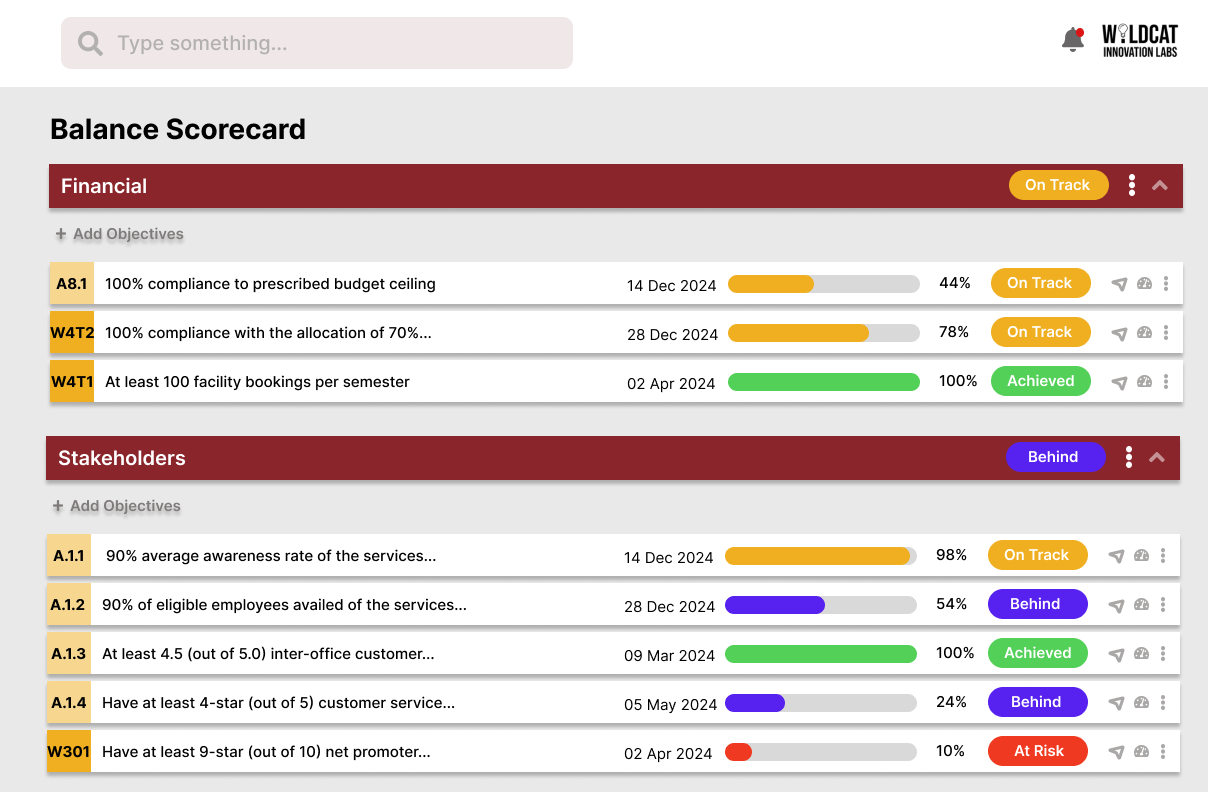 Type something...
WILDCAT
INNOVATION LABS
Balance Scorecard
Financial On Track
+ Add Objectives
A8.1 100% compliance to prescribed budget ceiling 14 Dec 2024 44% On Track
W4T2 100% compliance with the allocation of 70%... 28 Dec 2024 78% On Track
W4T1 At least 100 facility bookings per semester 02 Apr 2024 100% Achieved
Stakeholders Behind
+ Add Objectives
A.1.1 90% average awareness rate of the services... 14 Dec 2024 98% On Track
A.1.2 90% of eligible employees availed of the services... 28 Dec 2024 54% Behind
A.1.3 At least 4.5 (out of 5.0) inter-office customer... 09 Mar 2024 100% Achieved
A.1.4 Have at least 4-star (out of 5) customer service... 05 May 2024 24% Behind
W301 Have at least 9-star (out of 10) net promoter... 02 Apr 2024 10% At Risk